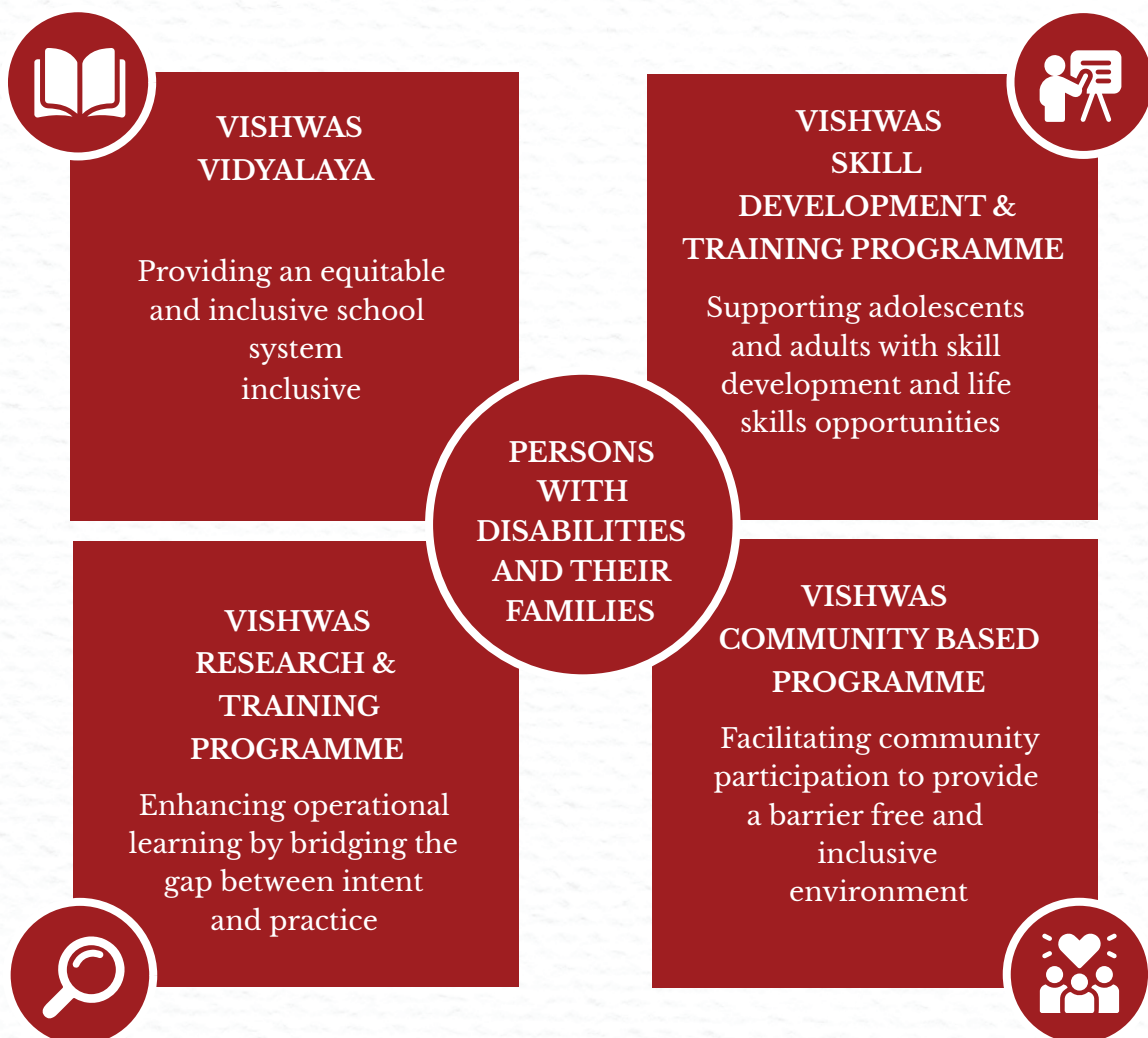 VISHWAS
VIDYALAYA
Providing an equitable
and inclusive school
system
inclusive
VISHWAS
SKILL
DEVELOPMENT &
TRAINING PROGRAMME
Supporting adolescents
and adults with skill
development and life
skills opportunities
PERSONS
WITH
DISABILITIES
AND THEIR
FAMILIES
VISHWAS
RESEARCH &
TRAINING
PROGRAMME
Enhancing operational
learning by bridging the
gap between intent
and practice
VISHWAS
COMMUNITY BASED
PROGRAMME
Facilitating community
participation to provide
a barrier free and
inclusive
environment